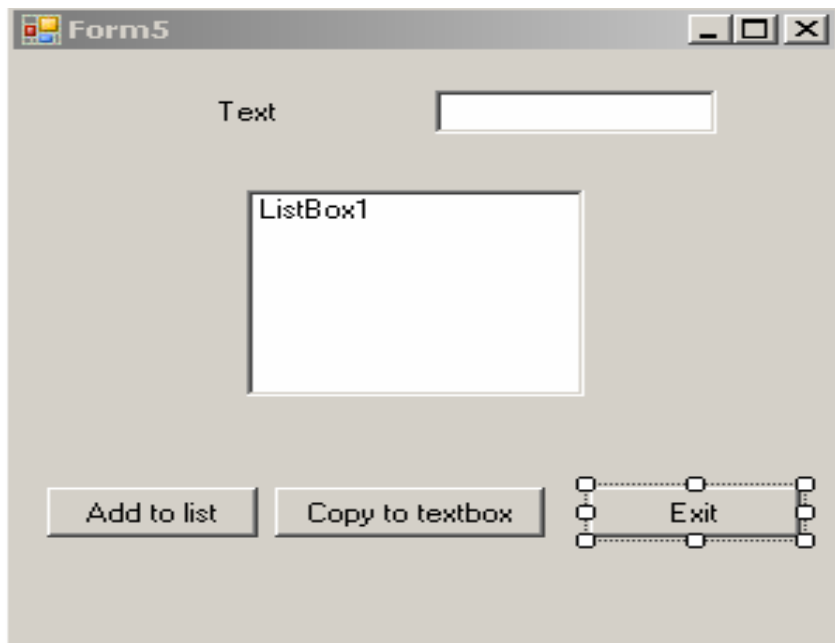 Form5
Text
ListBox1
Add to list
Copy to textbox
Exit